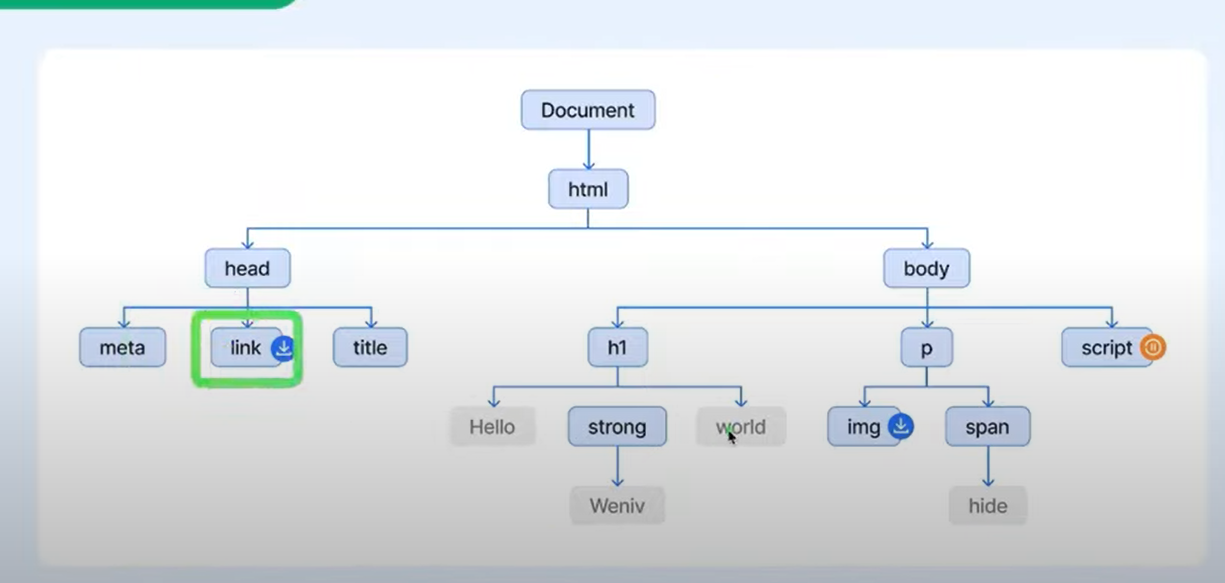 Document
html
head
body
meta
link
title
h1
p
script
Hello
strong
world
img
span
Weniv
hide